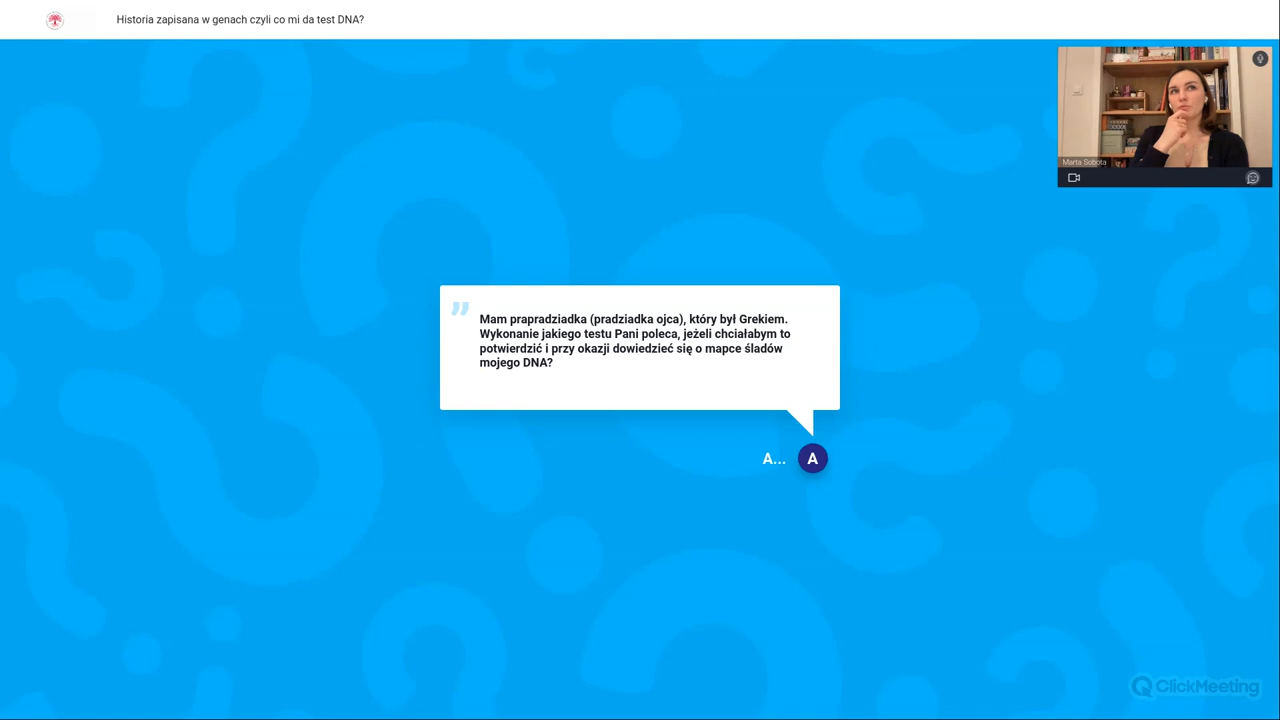 Historia zapisana w genach czyli co mi da test DNA?
Marta Sobota
” Mam prapradziadka (pradziadka ojca), który był Grekiem.
Wykonanie jakiego testu Pani poleca, jeżeli chciałabym to
potwierdzić i przy okazji dowiedzieć się o mapce śladów
mojego DNA?
A... A
ClickMeeting